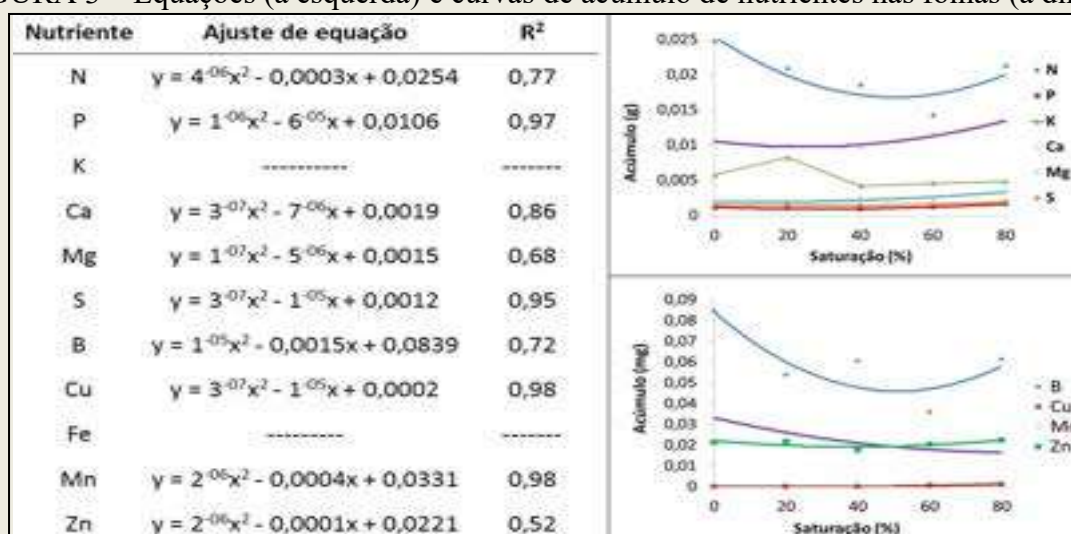 Nutriente Ajuste de equação R²
N y = 4⁻⁰⁶x² - 0,0003x + 0,0254 0,77
P y = 1⁻⁰⁶x² - 6⁻⁰⁵x + 0,0106 0,97
K ---------- -------
Ca y = 3⁻⁰⁷x² - 7⁻⁰⁶x + 0,0019 0,86
Mg y = 1⁻⁰⁷x² - 5⁻⁰⁶x + 0,0015 0,68
S y = 3⁻⁰⁷x² - 1⁻⁰⁵x + 0,0012 0,95
B y = 1⁻⁰⁵x² - 0,0015x + 0,0839 0,72
Cu y = 3⁻⁰⁷x² - 1⁻⁰⁵x + 0,0002 0,98
Fe --------- -------
Mn y = 2⁻⁰⁶x² - 0,0004x + 0,0331 0,98
Zn y = 2⁻⁰⁶x² - 0,0001x + 0,0221 0,52
0,025
0,02
0,015
0,01
0,005
0
Acúmulo (g)
0 20 40 60 80
Saturação (%)
N
P
K
Ca
Mg
S
0,09
0,08
0,07
0,06
0,05
0,04
0,03
0,02
0,01
0
Acúmulo (mg)
0 20 40 60 80
Saturação (%)
B
Cu
Zn